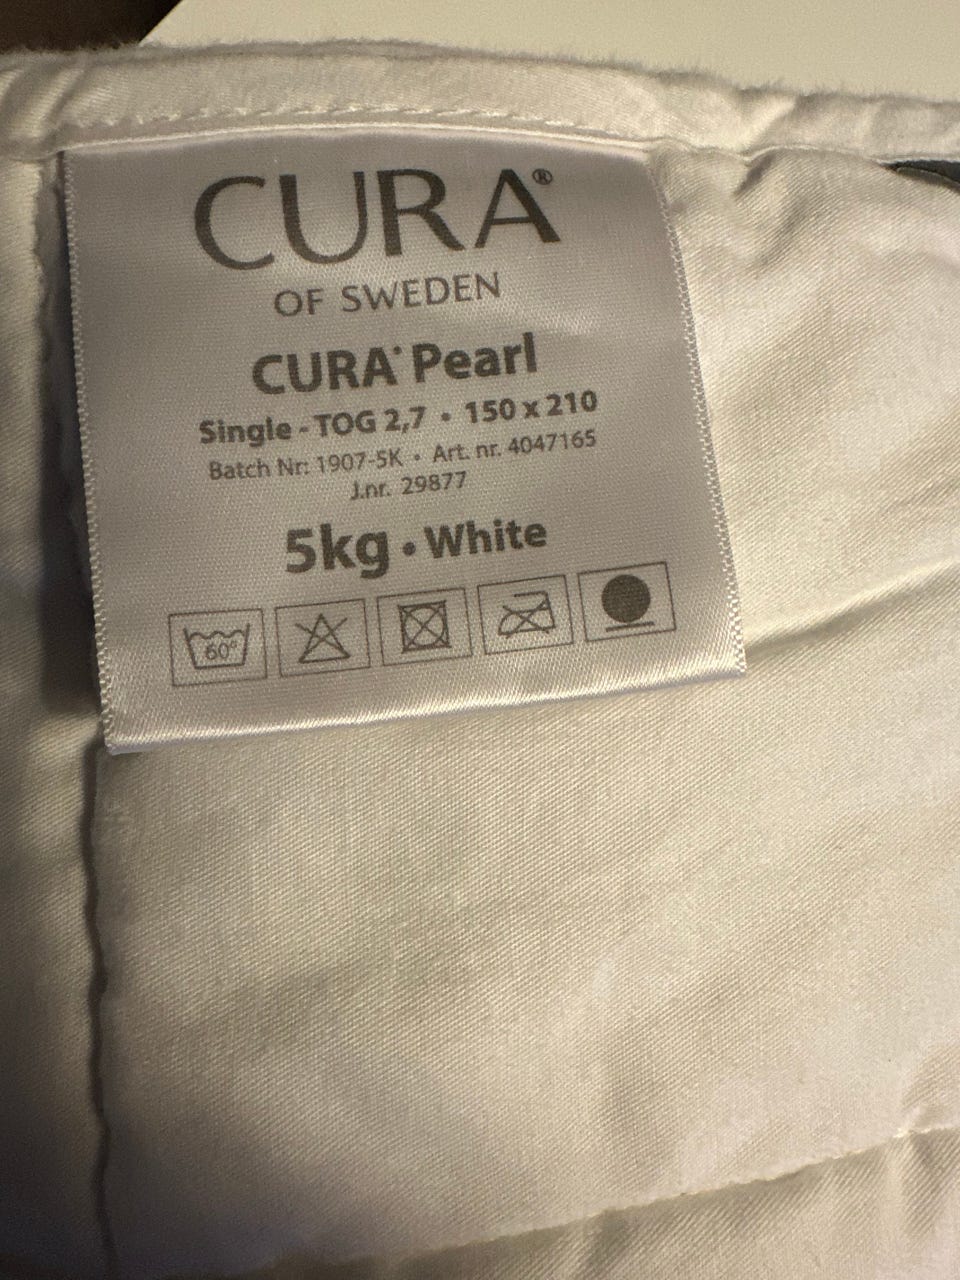 CURA®
OF SWEDEN
CURA® Pearl
Single - TOG 2,7 • 150 x 210
Batch Nr: 1907-5K • Art. nr. 4047165
J.nr. 29877
5kg • White
60°